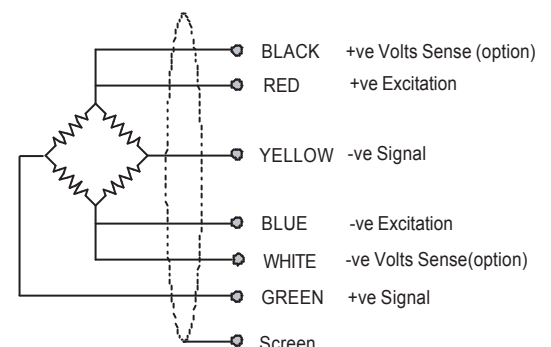 BLACK +ve Volts Sense (option)
RED +ve Excitation
YELLOW -ve Signal
BLUE -ve Excitation
WHITE -ve Volts Sense(option)
GREEN +ve Signal
Screen